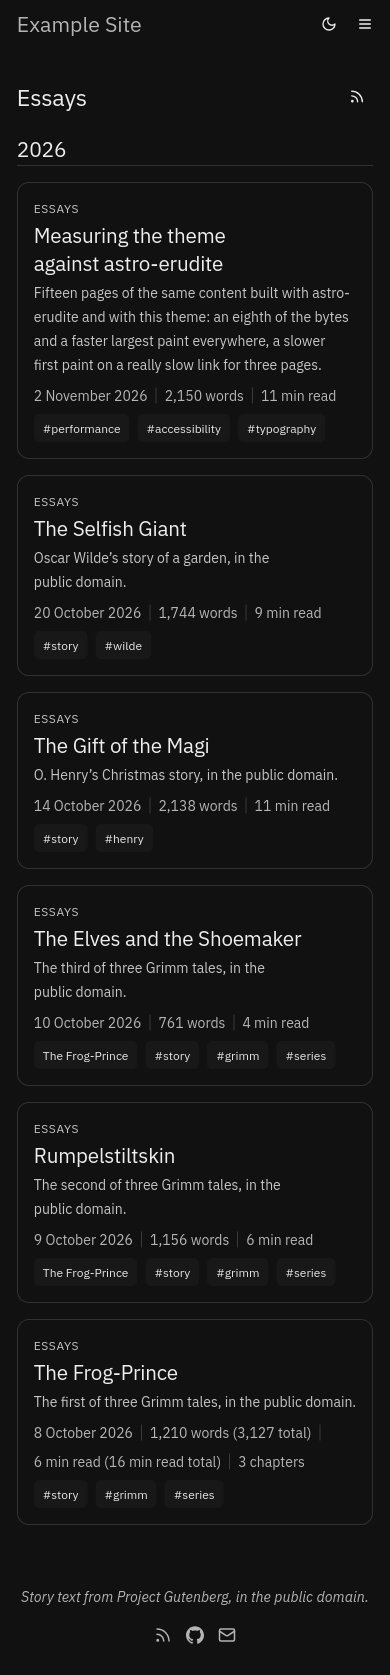 Example Site
Essays
2026
ESSAYS
Measuring the theme
against astro-erudite
Fifteen pages of the same content built with astro-
erudite and with this theme: an eighth of the bytes
and a faster largest paint everywhere, a slower
first paint on a really slow link for three pages.
2 November 2026 | 2,150 words | 11 min read
#performance #accessibility #typography
ESSAYS
The Selfish Giant
Oscar Wilde’s story of a garden, in the
public domain.
20 October 2026 | 1,744 words | 9 min read
#story #wilde
ESSAYS
The Gift of the Magi
O. Henry’s Christmas story, in the public domain.
14 October 2026 | 2,138 words | 11 min read
#story #henry
ESSAYS
The Elves and the Shoemaker
The third of three Grimm tales, in the
public domain.
10 October 2026 | 761 words | 4 min read
The Frog-Prince #story #grimm #series
ESSAYS
Rumpelstiltskin
The second of three Grimm tales, in the
public domain.
9 October 2026 | 1,156 words | 6 min read
The Frog-Prince #story #grimm #series
ESSAYS
The Frog-Prince
The first of three Grimm tales, in the public domain.
8 October 2026 | 1,210 words (3,127 total) |
6 min read (16 min read total) | 3 chapters
#story #grimm #series
Story text from Project Gutenberg, in the public domain.